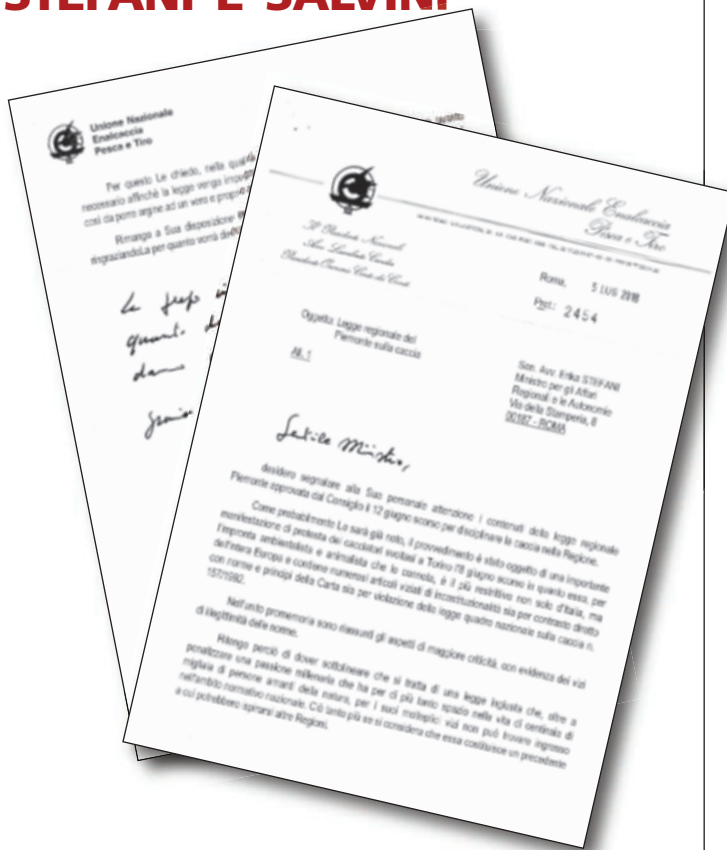 STEFANI E SALVINI
Unione Nazionale
Enalcaccia
Pesca e Tiro
Per questo Le chiedo, nella
necessario affinché la legge venga
così da porre argine ad un vero e
Rimango a Sua disposizione
ringraziandoLa per quanto vorrà
Unione Nazionale Enalcaccia
Pesca e Tiro
Il Presidente Nazionale
Roma, 5 LUG 2018
Prot.: 2454
Oggetto: Legge regionale del
Piemonte sulla caccia
All. 1
Sen. Avv. Erika STEFANI
Ministro per gli Affari
Regionali e le Autonomie
Via della Stamperia, 8
00187 - ROMA
Gentile Ministro,
desidero segnalare alla Sua personale attenzione i contenuti della legge regionale
Piemonte approvata dal Consiglio il 12 giugno scorso per disciplinare la caccia nella Regione.
Come probabilmente Le sarà già noto, il provvedimento è stato oggetto di una importante
manifestazione di protesta dei cacciatori svoltasi a Torino l'8 giugno scorso in quanto essa, per
l'impronta ambientalista e animalista che la connota, è il più restrittivo non solo d'Italia, ma
dell'intera Europa e contiene numerosi articoli viziati di incostituzionalità sia per contrasto diretto
con norme e principi della Carta sia per violazione della legge quadro nazionale sulla caccia n.
157/1992.
Nell'unito promemoria sono riassunti gli aspetti di maggiore criticità, con evidenza dei vizi
di illegittimità delle norme.
Ritengo perciò di dover sottolineare che si tratta di una legge ingiusta che, oltre a
penalizzare una passione millenaria che ha per di più tanto spazio nella vita di centinaia di
migliaia di persone amanti della natura, per i suoi molteplici vizi non può trovare ingresso
nell'ambito normativo nazionale. Ciò tanto più se si considera che essa costituisce un precedente
a cui potrebbero ispirarsi altre Regioni.